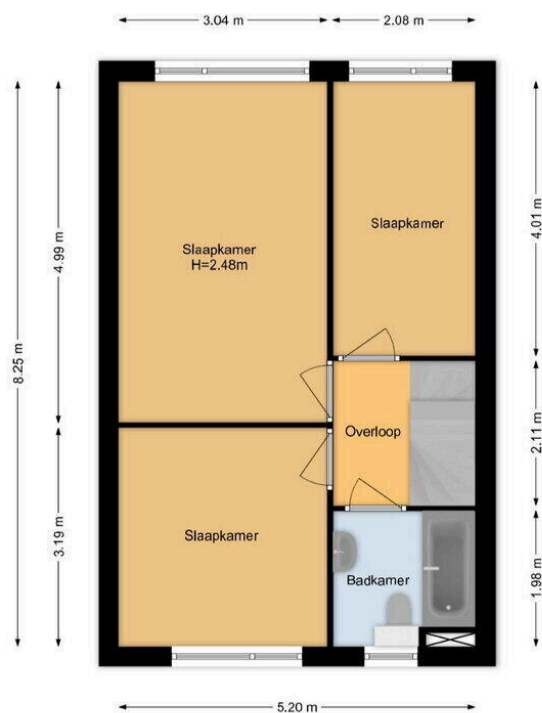 3.04 m
2.08 m
8.25 m
4.99 m
3.19 m
4.01 m
2.11 m
1.98 m
5.20 m
Slaapkamer
H=2.48m
Slaapkamer
Overloop
Slaapkamer
Badkamer